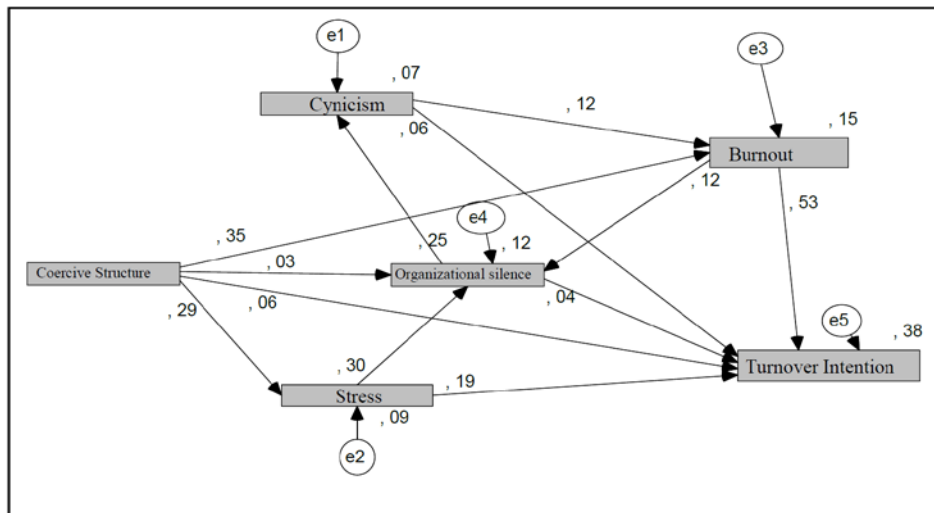 e1
e3
, 07
Cynicism
, 12
, 15
, 06
Burnout
, 12
, 53
e4
, 35
, 25
, 12
Coercive Structure
, 03
Organizational silence
, 29
, 06
, 04
e5
, 38
, 30
, 19
Turnover Intention
Stress
, 09
e2